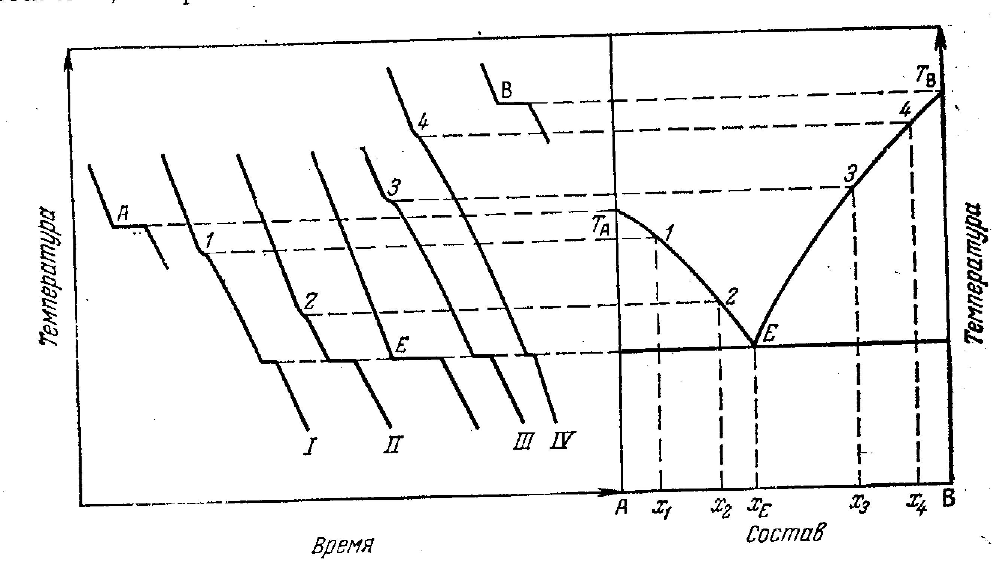 T_B
B
4
4
3
3
A
T_A
1
1
2
2
E
E
Температура
Температура
I
II
III
IV
A
x_1
x_2
x_E
x_3
x_4
B
Состав
Время